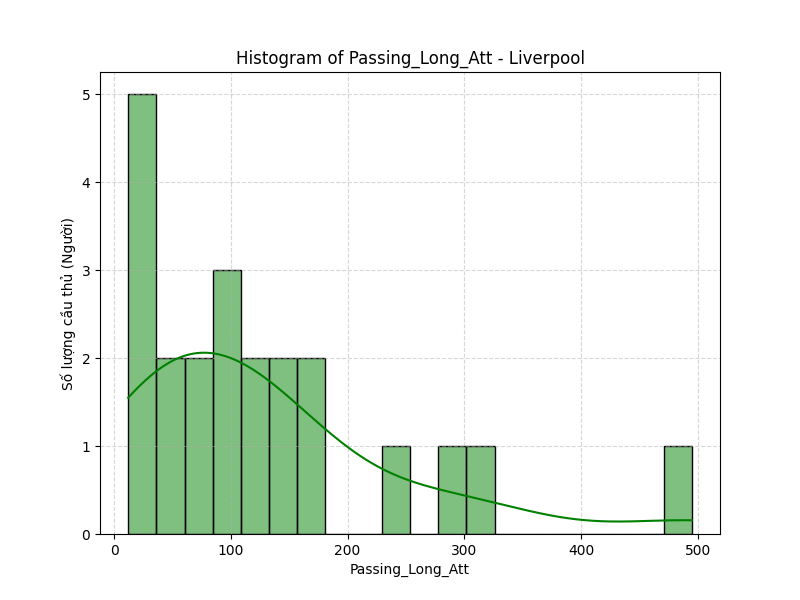 Histogram of Passing_Long_Att - Liverpool
Số lượng cầu thủ (Người)
5
4
3
2
1
0
0 100 200 300 400 500
Passing_Long_Att